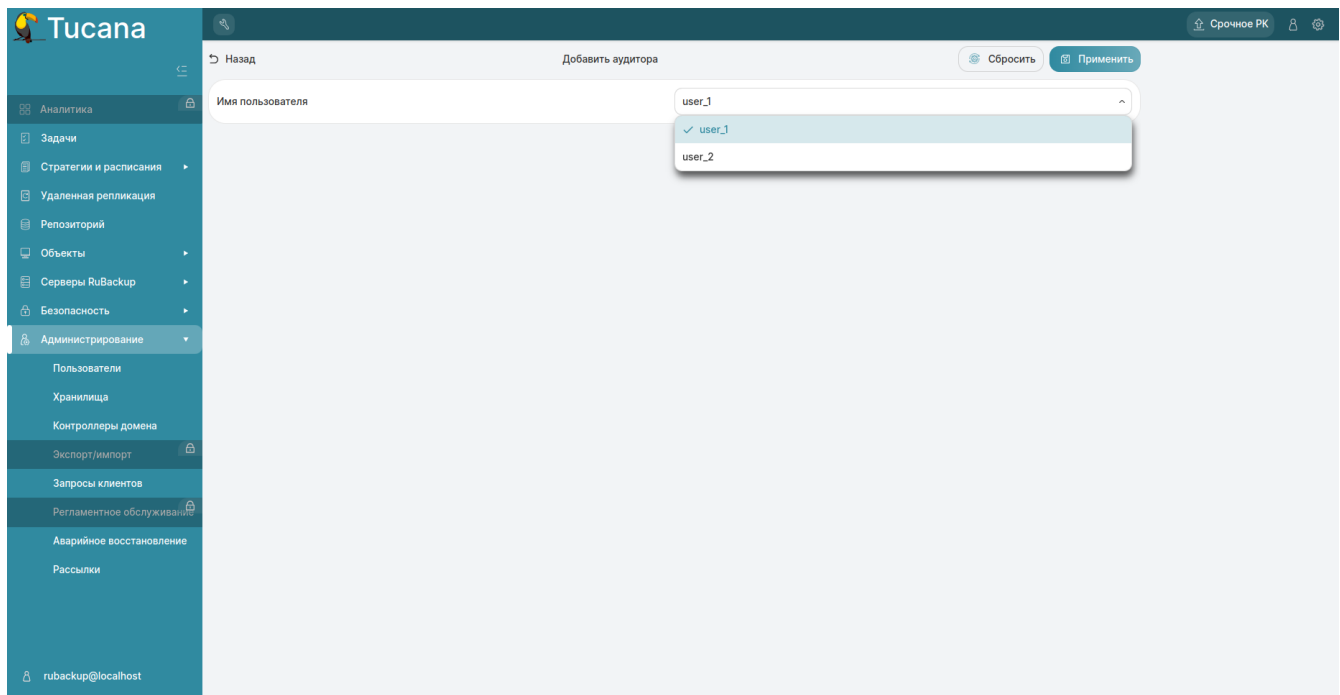 Tucana
Срочное РК
Назад
Добавить аудитора
Сбросить
Применить
Имя пользователя
user_1
user_1
user_2
Аналитика
Задачи
Стратегии и расписания
Удаленная репликация
Репозиторий
Объекты
Серверы RuBackup
Безопасность
Администрирование
Пользователи
Хранилища
Контроллеры домена
Экспорт/импорт
Запросы клиентов
Регламентное обслуживание
Аварийное восстановление
Рассылки
rubackup@localhost